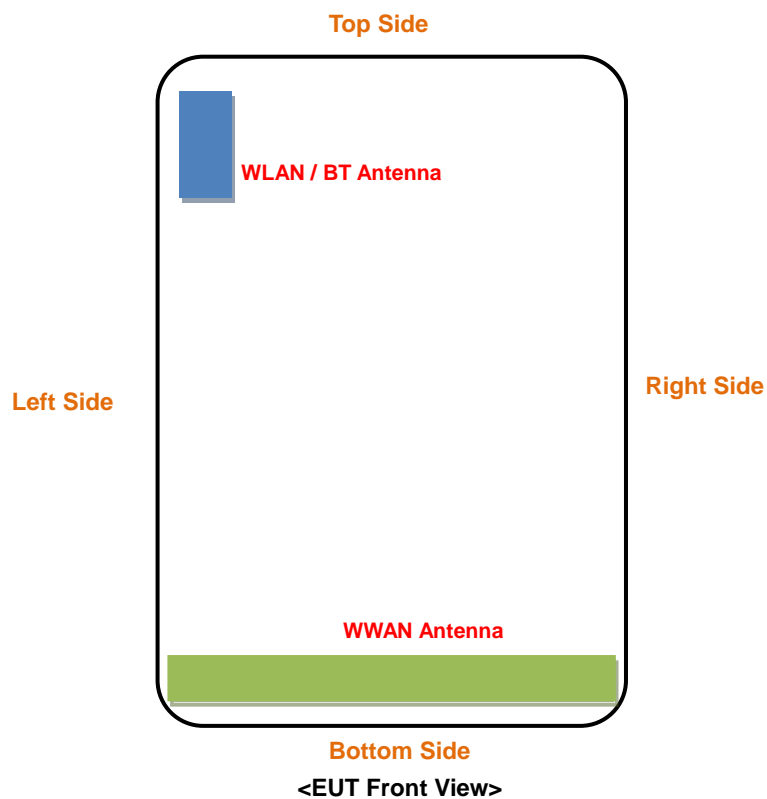 Top Side
WLAN / BT Antenna
Right Side
Left Side
WWAN Antenna
Bottom Side
<EUT Front View>